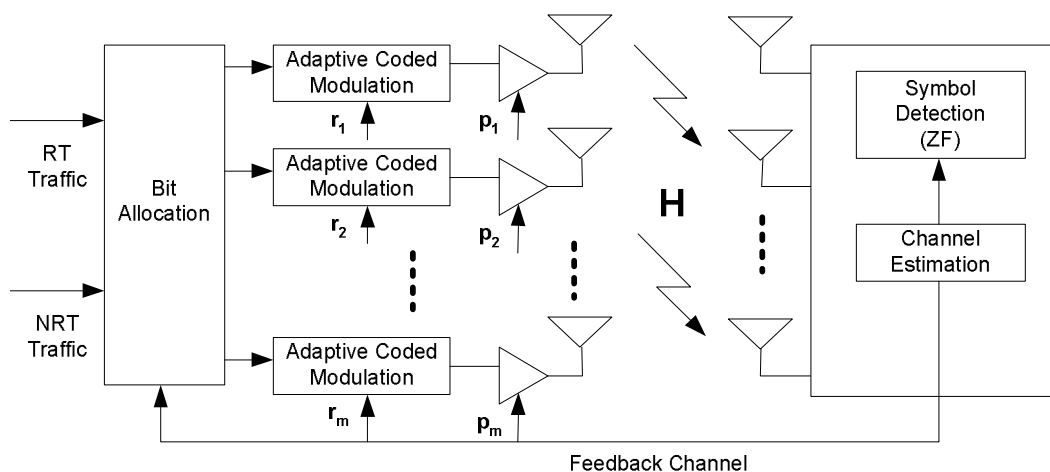 RT
Traffic
NRT
Traffic
Bit
Allocation
Adaptive Coded
Modulation
r1
p1
Adaptive Coded
Modulation
r2
p2
Adaptive Coded
Modulation
rm
pm
H
Symbol
Detection
(ZF)
Channel
Estimation
Feedback Channel